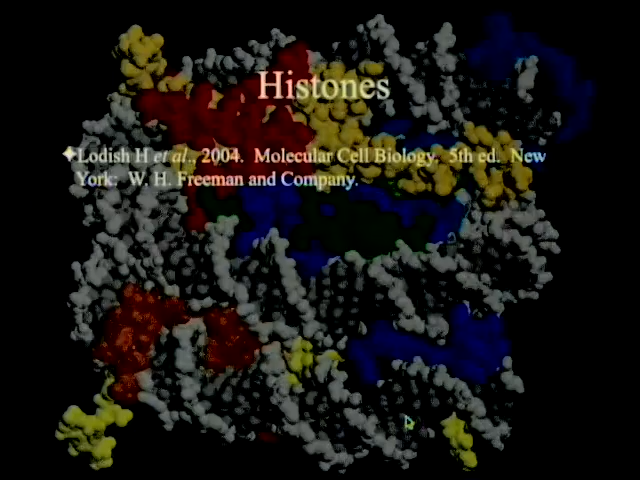 Histones
Lodish H et al., 2004. Molecular Cell Biology, 5th ed. New
York: W. H. Freeman and Company.